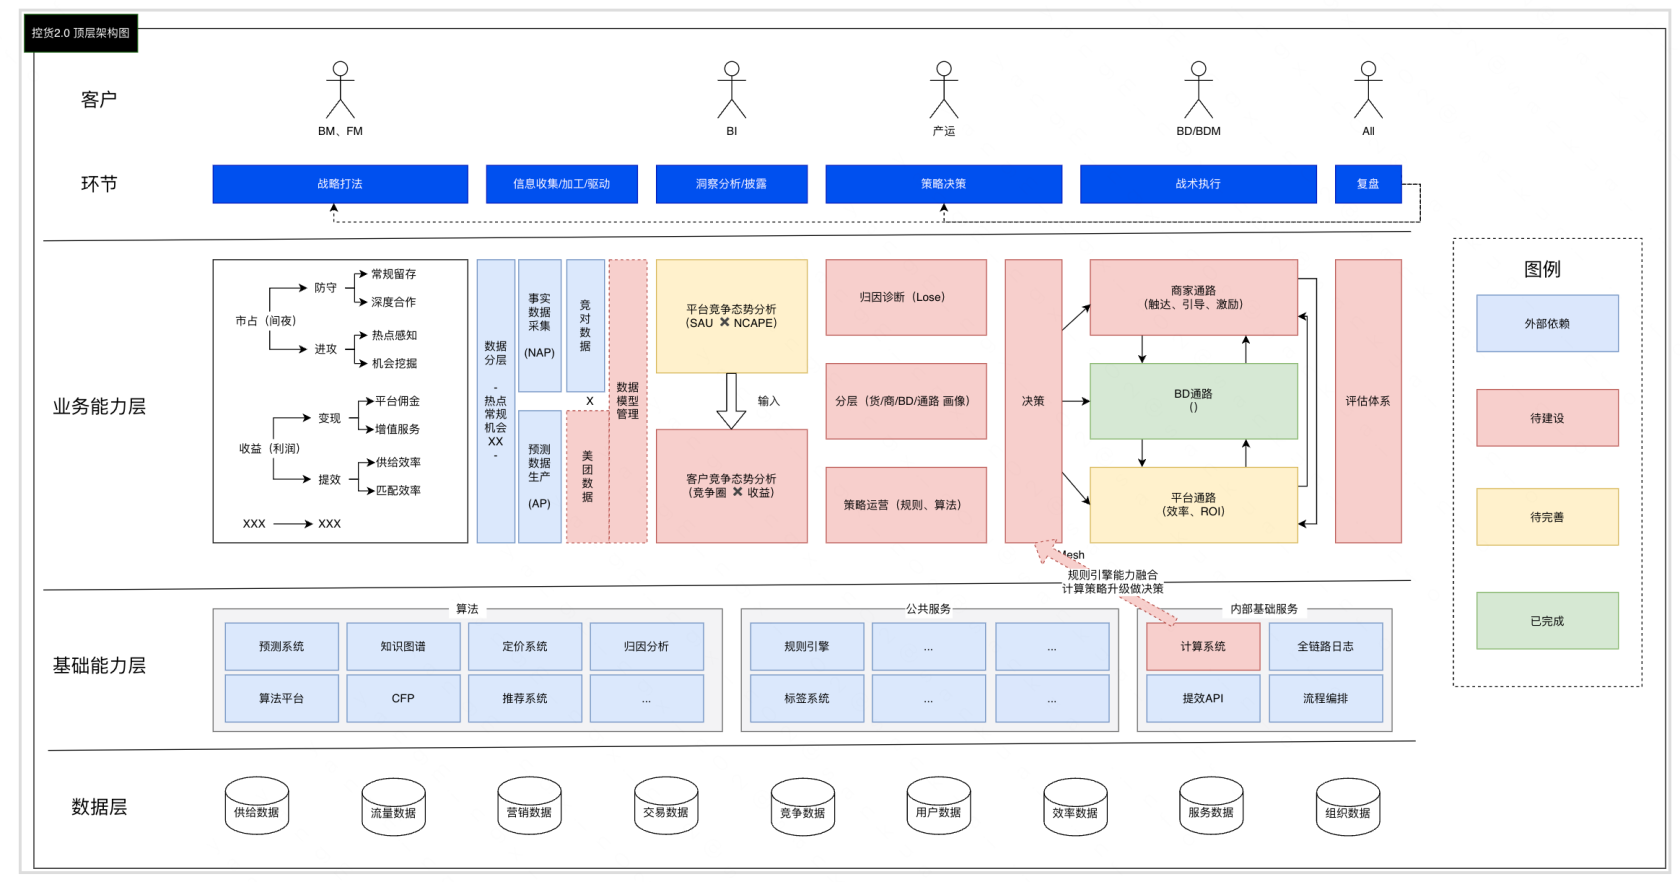 控货2.0 顶层架构图
客户
BM、FM
BI
产运
BD/BDM
All
环节
战略打法
信息收集/加工/驱动
洞察分析/披露
策略决策
战术执行
复盘
业务能力层
市占（间夜）
防守
常规留存
深度合作
进攻
热点感知
机会挖掘
收益（利润）
变现
平台佣金
增值服务
提效
供给效率
匹配效率
XXX
XXX
数据
分层
-
热点
常规
机会
XX
-
事实
数据
采集
(NAP)
竞
对
数
据
X
预测
数据
生产
(AP)
美
团
数
据
数据
模型
管理
平台竞争态势分析
(SAU ✖ NCAPE)
输入
客户竞争态势分析
(竞争圈 ✖ 收益)
归因诊断（Lose）
分层（货/商/BD/通路 画像）
策略运营（规则、算法）
决策
商家通路
(触达、引导、激励)
BD通路
()
平台通路
(效率、ROI)
评估体系
Mesh
规则引擎能力融合
计算策略升级做决策
基础能力层
算法
预测系统
知识图谱
定价系统
归因分析
算法平台
CFP
推荐系统
...
公共服务
规则引擎
...
...
标签系统
...
...
内部基础服务
计算系统
全链路日志
提效API
流程编排
数据层
供给数据
流量数据
营销数据
交易数据
竞争数据
用户数据
效率数据
服务数据
组织数据
图例
外部依赖
待建设
待完善
已完成